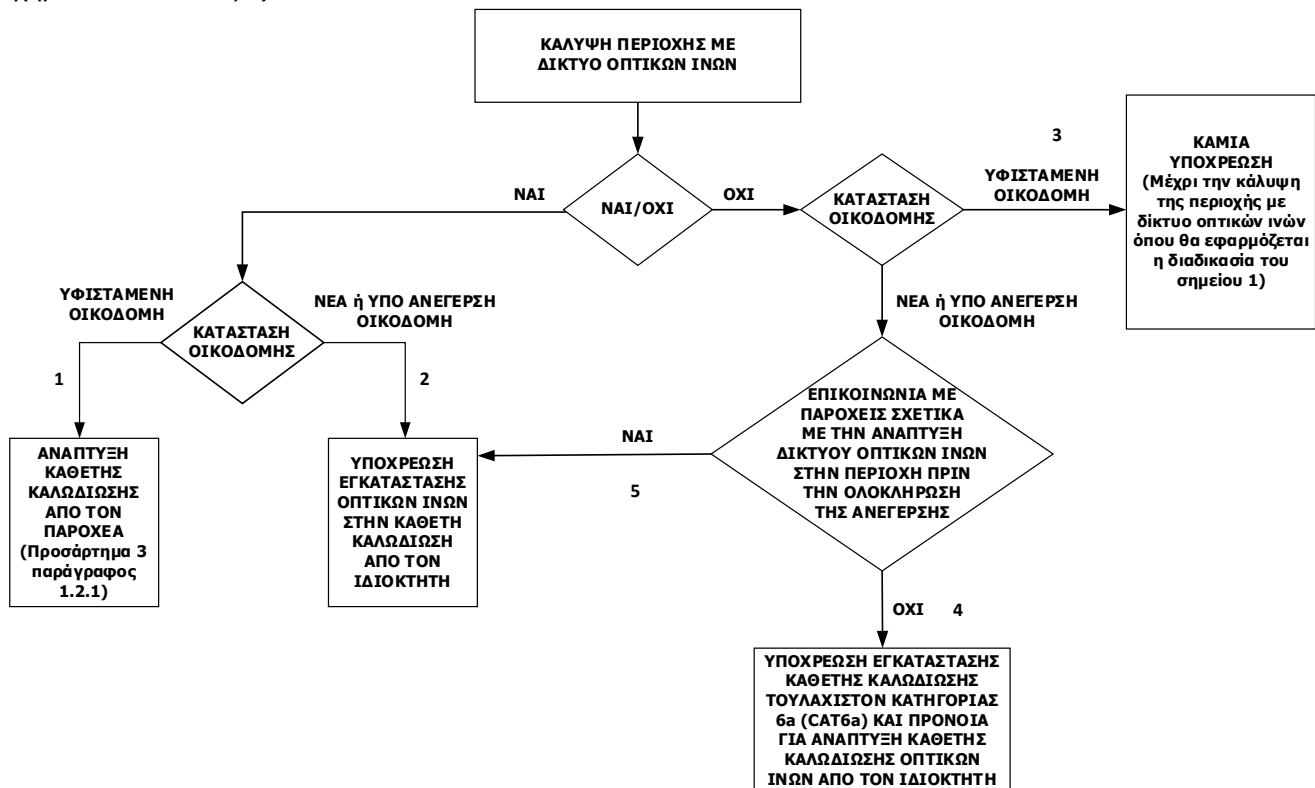 ΚΑΛΥΨΗ ΠΕΡΙΟΧΗΣ ΜΕ
ΔΙΚΤΥΟ ΟΠΤΙΚΩΝ ΙΝΩΝ
ΝΑΙ/ΟΧΙ
ΝΑΙ
ΟΧΙ
ΚΑΤΑΣΤΑΣΗ
ΟΙΚΟΔΟΜΗΣ
3
ΥΦΙΣΤΑΜΕΝΗ
ΟΙΚΟΔΟΜΗ
ΚΑΜΙΑ
ΥΠΟΧΡΕΩΣΗ
(Μέχρι την κάλυψη
της περιοχής με
δίκτυο οπτικών ινών
όπου θα εφαρμόζεται
η διαδικασία του
σημείου 1)
ΥΦΙΣΤΑΜΕΝΗ
ΟΙΚΟΔΟΜΗ
ΚΑΤΑΣΤΑΣΗ
ΟΙΚΟΔΟΜΗΣ
ΝΕΑ ή ΥΠΟ ΑΝΕΓΕΡΣΗ
ΟΙΚΟΔΟΜΗ
ΝΕΑ ή ΥΠΟ ΑΝΕΓΕΡΣΗ
ΟΙΚΟΔΟΜΗ
1
2
ΑΝΑΠΤΥΞΗ
ΚΑΘΕΤΗΣ
ΚΑΛΩΔΙΩΣΗΣ
ΑΠΟ ΤΟΝ
ΠΑΡΟΧΕΑ
(Προσάρτημα 3
παράγραφος
1.2.1)
ΥΠΟΧΡΕΩΣΗ
ΕΓΚΑΤΑΣΤΑΣΗΣ
ΟΠΤΙΚΩΝ ΙΝΩΝ
ΣΤΗΝ ΚΑΘΕΤΗ
ΚΑΛΩΔΙΩΣΗ
ΑΠΟ ΤΟΝ
ΙΔΙΟΚΤΗΤΗ
ΝΑΙ
5
ΕΠΙΚΟΙΝΩΝΙΑ ΜΕ
ΠΑΡΟΧΕΙΣ ΣΧΕΤΙΚΑ
ΜΕ ΤΗΝ ΑΝΑΠΤΥΞΗ
ΔΙΚΤΥΟΥ ΟΠΤΙΚΩΝ ΙΝΩΝ
ΣΤΗΝ ΠΕΡΙΟΧΗ ΠΡΙΝ
ΤΗΝ ΟΛΟΚΛΗΡΩΣΗ
ΤΗΣ ΑΝΕΓΕΡΣΗΣ
ΟΧΙ 4
ΥΠΟΧΡΕΩΣΗ ΕΓΚΑΤΑΣΤΑΣΗΣ
ΚΑΘΕΤΗΣ ΚΑΛΩΔΙΩΣΗΣ
ΤΟΥΛΑΧΙΣΤΟΝ ΚΑΤΗΓΟΡΙΑΣ
6a (CAT6a) ΚΑΙ ΠΡΟΝΟΙΑ
ΓΙΑ ΑΝΑΠΤΥΞΗ ΚΑΘΕΤΗΣ
ΚΑΛΩΔΙΩΣΗΣ ΟΠΤΙΚΩΝ
ΙΝΩΝ ΑΠΟ ΤΟΝ ΙΔΙΟΚΤΗΤΗ